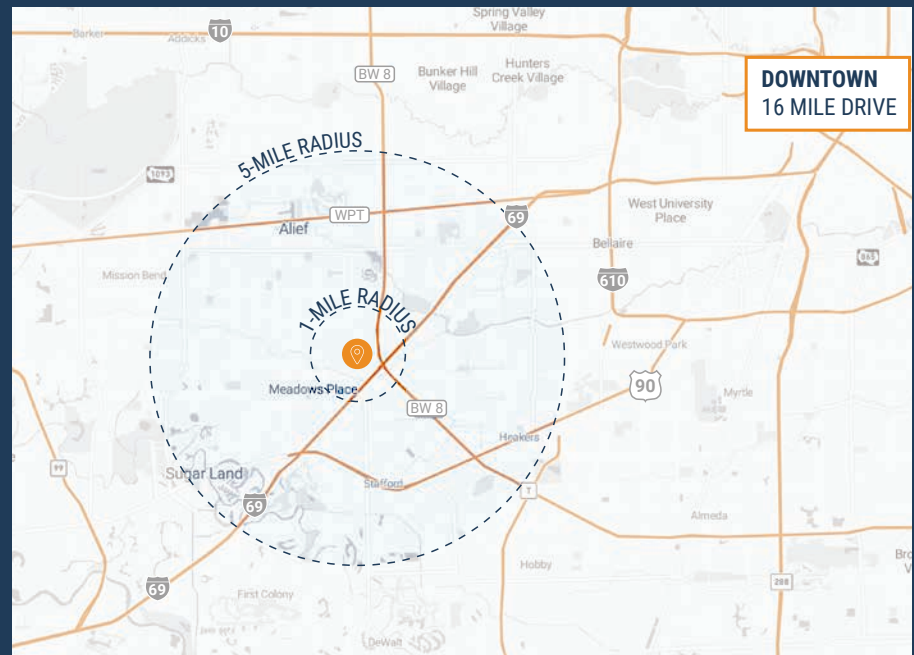 Spring Valley
Village
Barker
Addicks
10
BW 8
Bunker Hill
Village
Hunters
Creek Village
DOWNTOWN
16 MILE DRIVE
5-MILE RADIUS
1093
WPT
69
West University
Place
Alief
Bellaire
Mission Bend
610
1-MILE RADIUS
Westwood Park
Meadows Place
90
Myrtle
BW 8
Heakers
99
Sugar Land
Stafford
T
69
Almeda
Hobby
69
288
First Colony
DeWalt